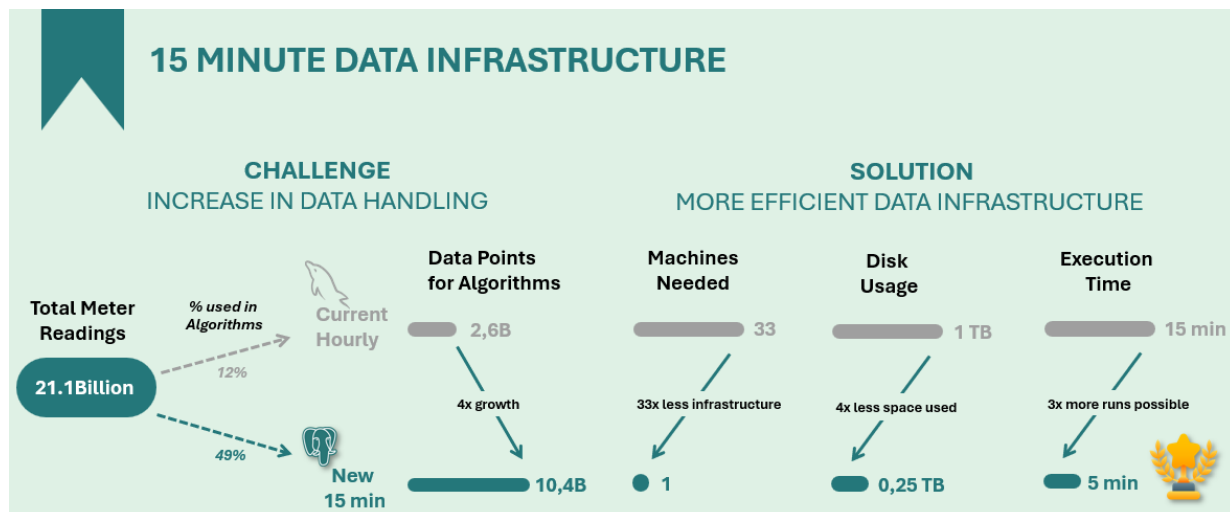 15 MINUTE DATA INFRASTRUCTURE
CHALLENGE
INCREASE IN DATA HANDLING
SOLUTION
MORE EFFICIENT DATA INFRASTRUCTURE
Total Meter
Readings
21.1Billion
% used in
Algorithms
12%
49%
Current
Hourly
New
15 min
Data Points
for Algorithms
2,6B
4x growth
10,4B
Machines
Needed
33
33x less infrastructure
1
Disk
Usage
1 TB
4x less space used
0,25 TB
Execution
Time
15 min
3x more runs possible
5 min